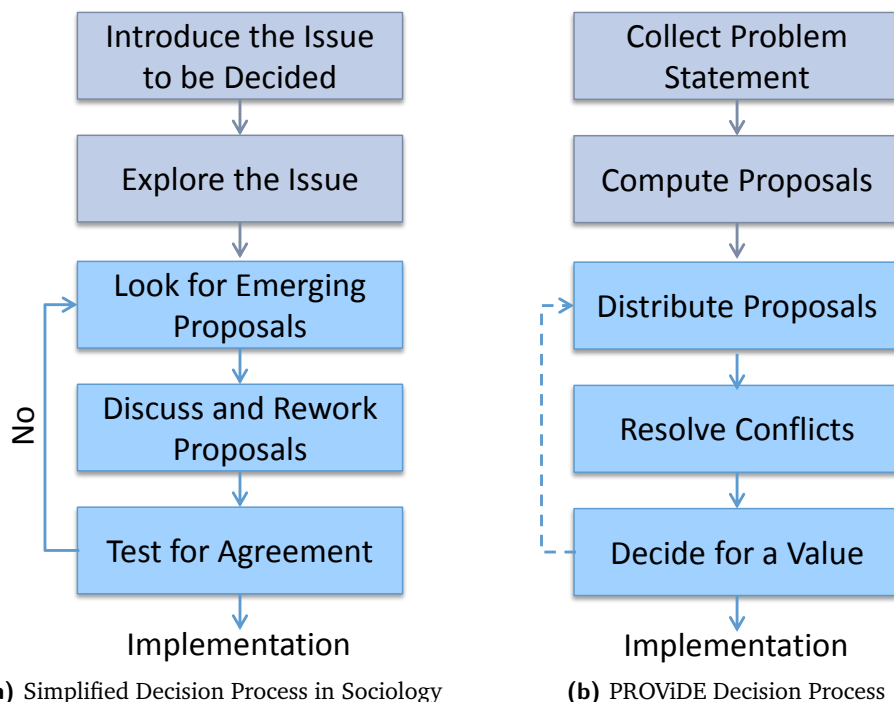 Introduce the Issue
to be Decided
Explore the Issue
Look for Emerging
Proposals
Discuss and Rework
Proposals
Test for Agreement
No
Implementation
a) Simplified Decision Process in Sociology
Collect Problem
Statement
Compute Proposals
Distribute Proposals
Resolve Conflicts
Decide for a Value
Implementation
(b) PROViDE Decision Process